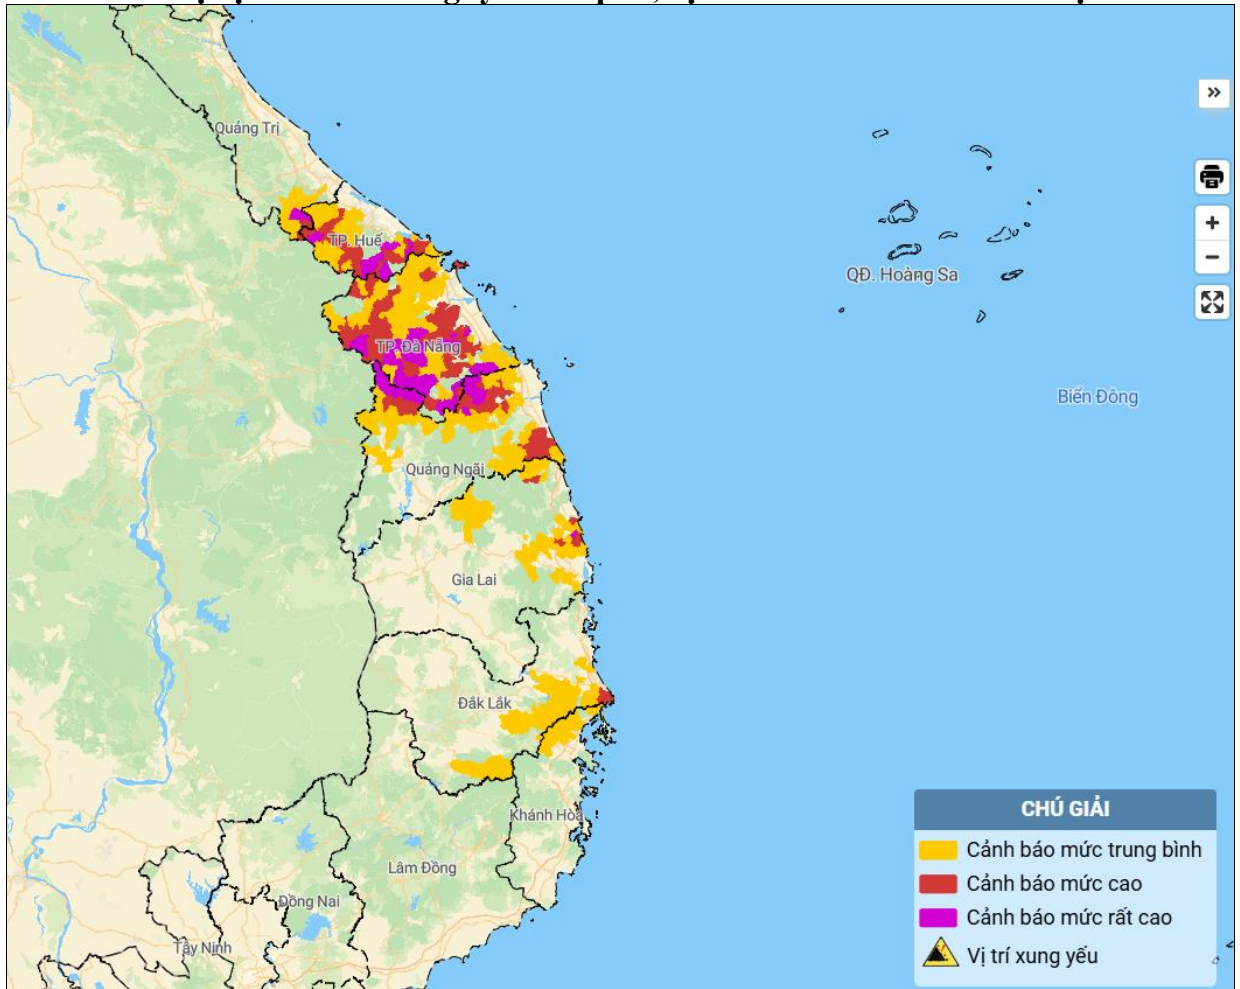 Quảng Trị
TP. Huế
QĐ. Hoàng Sa
TP. Đà Nẵng
Biển Đông
Quảng Ngãi
Gia Lai
Đắk Lắk
Khánh Hòa
Lâm Đồng
Đồng Nai
Tây Ninh
CHÚ GIẢI
Cảnh báo mức trung bình
Cảnh báo mức cao
Cảnh báo mức rất cao
Vị trí xung yếu